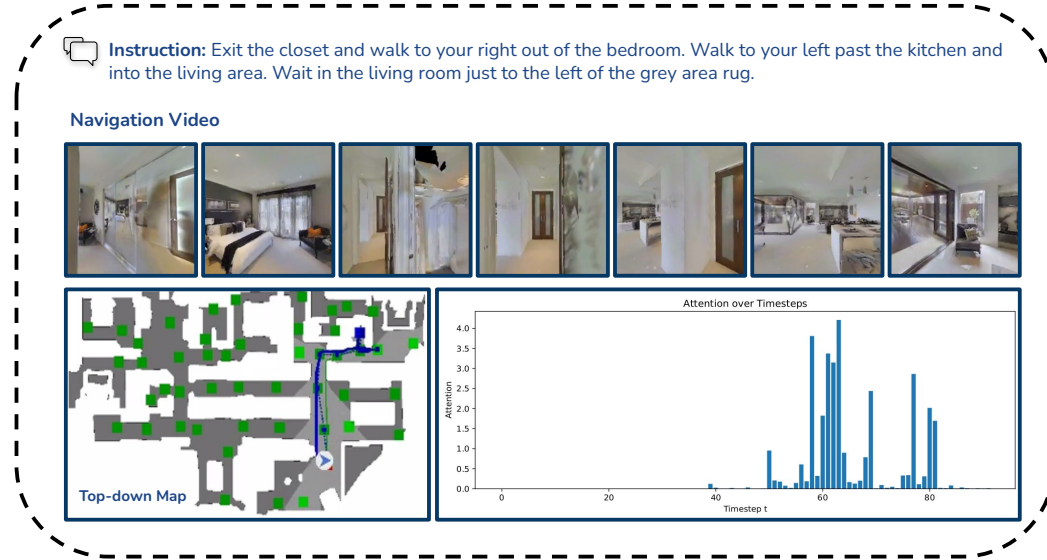 Instruction: Exit the closet and walk to your right out of the bedroom. Walk to your left past the kitchen and
into the living area. Wait in the living room just to the left of the grey area rug.
Navigation Video
Top-down Map
Attention over Timesteps
4.0
3.5
3.0
2.5
2.0
1.5
1.0
0.5
0.0
Attention
0 20 40 60 80
Timestep t